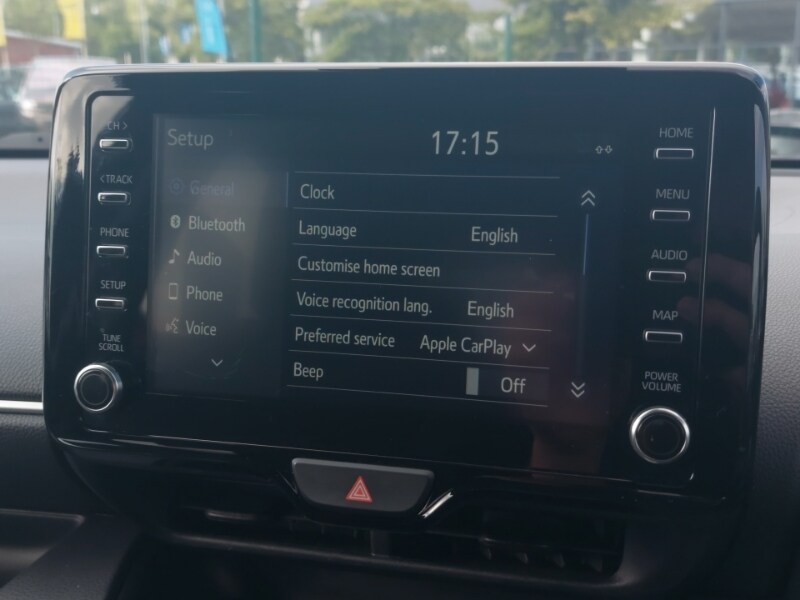 CH >
< TRACK
PHONE
SETUP
TUNE
SCROLL
Setup
17:15
General
Bluetooth
Audio
Phone
Voice
Clock
Language English
Customise home screen
Voice recognition lang. English
Preferred service Apple CarPlay
Beep Off
HOME
MENU
AUDIO
MAP
POWER
VOLUME